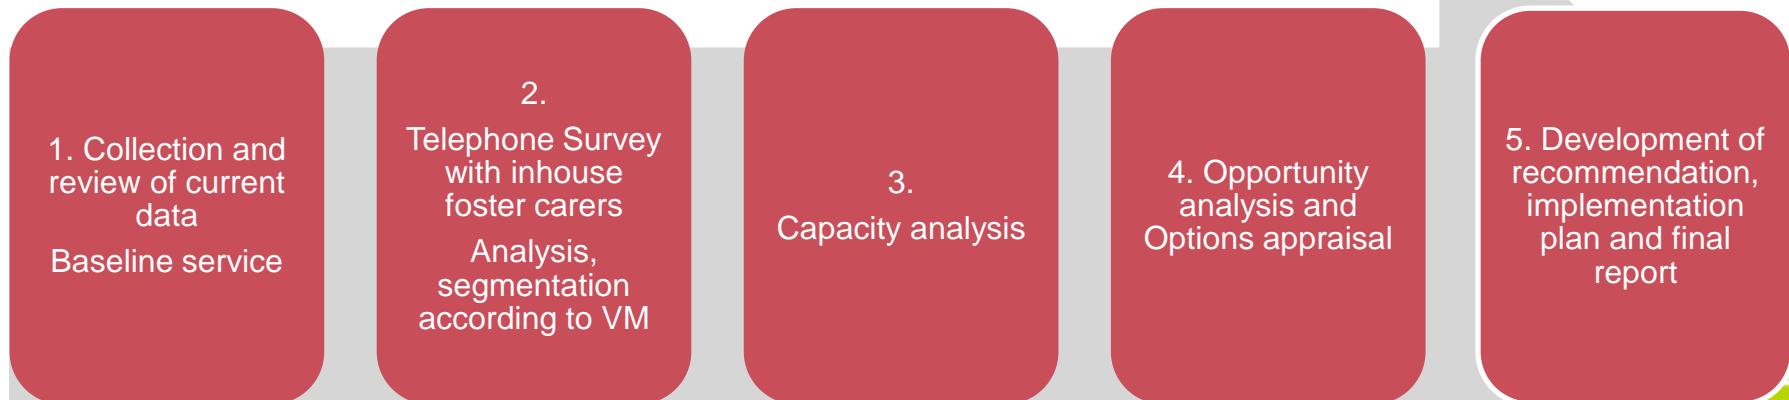 1. Collection and
review of current
data
Baseline service
2.
Telephone Survey
with inhouse
foster carers
Analysis,
segmentation
according to VM
3.
Capacity analysis
4. Opportunity
analysis and
Options appraisal
5. Development of
recommendation,
implementation
plan and final
report